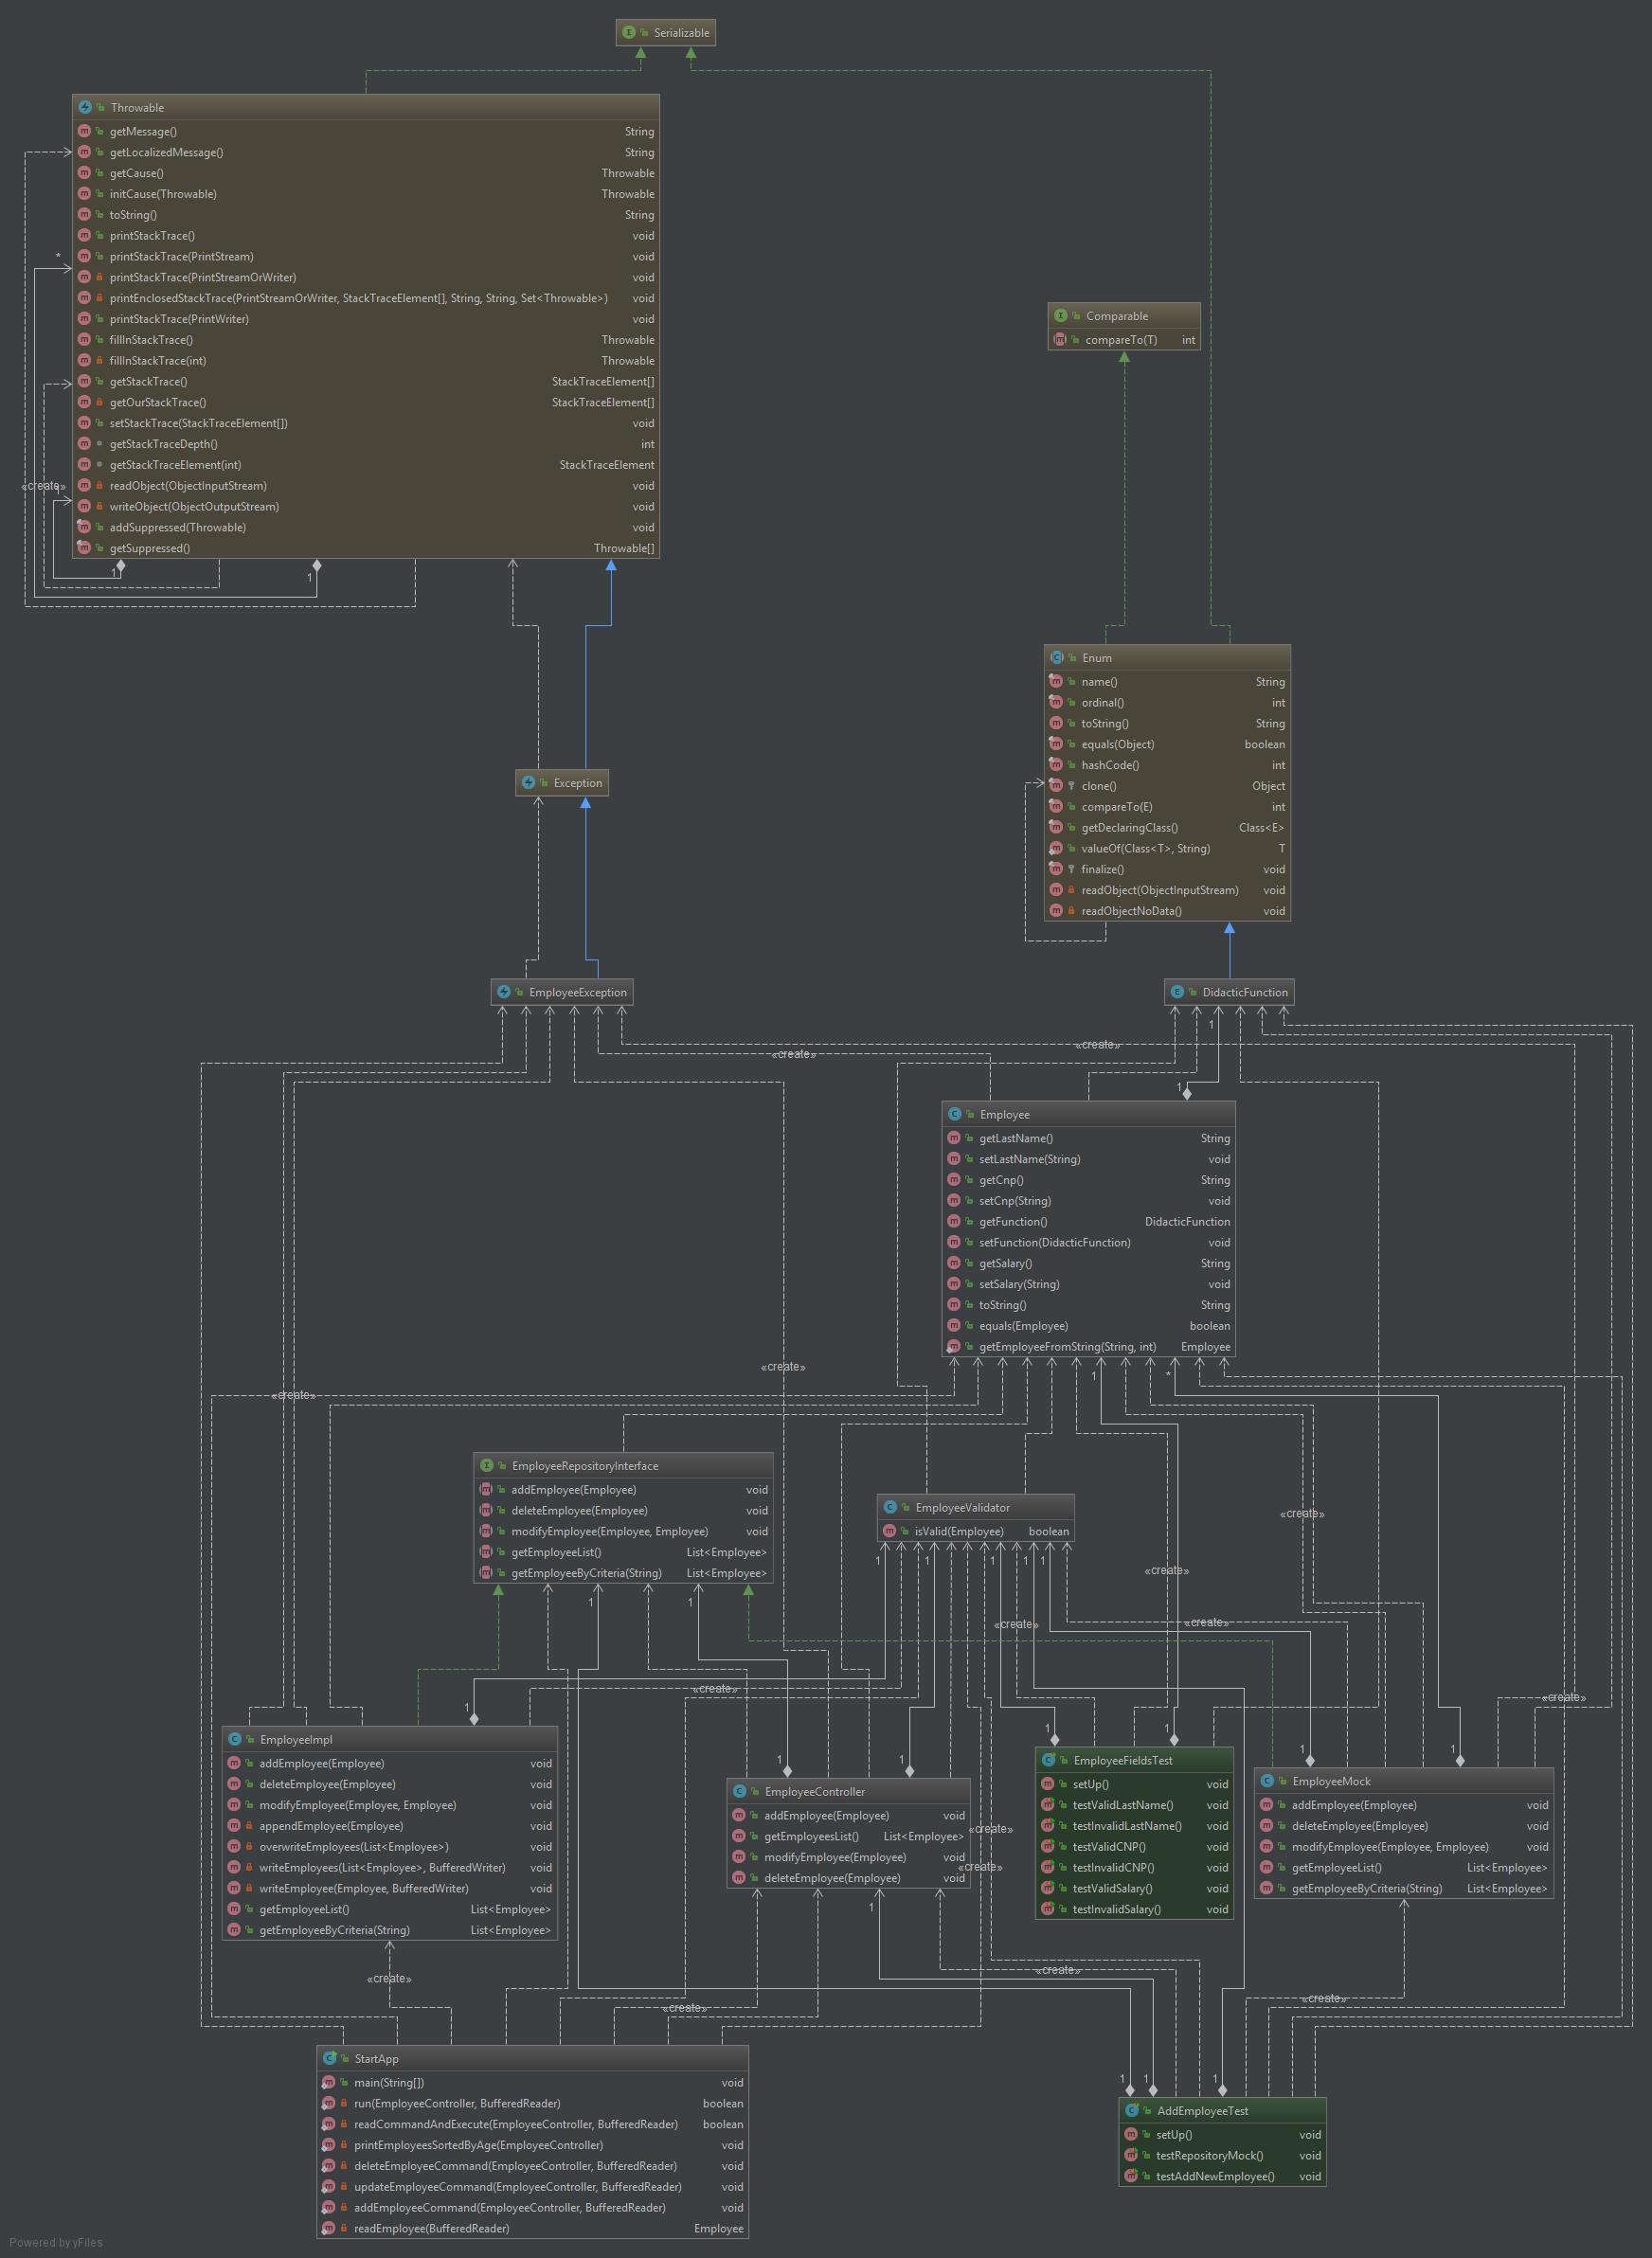 Serializable
Throwable
getMessage() String
getLocalizedMessage() String
getCause() Throwable
initCause(Throwable) Throwable
toString() String
printStackTrace() void
printStackTrace(PrintStream) void
printStackTrace(PrintStreamOrWriter) void
printEnclosedStackTrace(PrintStreamOrWriter, StackTraceElement[], String, String, Set<Throwable>) void
printStackTrace(PrintWriter) void
fillInStackTrace() Throwable
fillInStackTrace(int) Throwable
getStackTrace() StackTraceElement[]
getOurStackTrace() StackTraceElement[]
setStackTrace(StackTraceElement[]) void
getStackTraceDepth() int
getStackTraceElement(int) StackTraceElement
readObject(ObjectInputStream) void
writeObject(ObjectOutputStream) void
addSuppressed(Throwable) void
getSuppressed() Throwable[]
*
«create»
1
1
1
Comparable
compareTo(T) int
Enum
name() String
ordinal() int
toString() String
equals(Object) boolean
hashCode() int
clone() Object
compareTo(E) int
getDeclaringClass() Class<E>
valueOf(Class<T>, String) T
finalize() void
readObject(ObjectInputStream) void
readObjectNoData() void
Exception
EmployeeException
DidacticFunction
1
«create»
«create»
1
Employee
getLastName() String
setLastName(String) void
getCnp() String
setCnp(String) void
getFunction() DidacticFunction
setFunction(DidacticFunction) void
getSalary() String
setSalary(String) void
toString() String
equals(Employee) boolean
getEmployeeFromString(String, int) Employee
«create»
1
*
«create»
EmployeeRepositoryInterface
addEmployee(Employee) void
deleteEmployee(Employee) void
modifyEmployee(Employee, Employee) void
getEmployeeList() List<Employee>
getEmployeeByCriteria(String) List<Employee>
EmployeeValidator
isValid(Employee) boolean
«create»
1
1
1
1
1
«create»
1
1
«create»
«create»
«create»
«create»
1
1
1
1
1
1
1
EmployeeImpl
addEmployee(Employee) void
deleteEmployee(Employee) void
modifyEmployee(Employee, Employee) void
appendEmployee(Employee) void
overwriteEmployees(List<Employee>) void
writeEmployees(List<Employee>, BufferedWriter) void
writeEmployee(Employee, BufferedWriter) void
getEmployeeList() List<Employee>
getEmployeeByCriteria(String) List<Employee>
EmployeeController
addEmployee(Employee) void
getEmployeesList() List<Employee>
modifyEmployee(Employee) void
deleteEmployee(Employee) void
«create»
«create»
EmployeeFieldsTest
setUp() void
testValidLastName() void
testInvalidLastName() void
testValidCNP() void
testInvalidCNP() void
testValidSalary() void
testInvalidSalary() void
EmployeeMock
addEmployee(Employee) void
deleteEmployee(Employee) void
modifyEmployee(Employee, Employee) void
getEmployeeList() List<Employee>
getEmployeeByCriteria(String) List<Employee>
1
«create»
«create»
«create»
«create»
StartApp
main(String[]) void
run(EmployeeController, BufferedReader) boolean
readCommandAndExecute(EmployeeController, BufferedReader) boolean
printEmployeesSortedByAge(EmployeeController) void
deleteEmployeeCommand(EmployeeController, BufferedReader) void
updateEmployeeCommand(EmployeeController, BufferedReader) void
addEmployeeCommand(EmployeeController, BufferedReader) void
readEmployee(BufferedReader) Employee
1
1
1
AddEmployeeTest
setUp() void
testRepositoryMock() void
testAddNewEmployee() void
Powered by yFiles